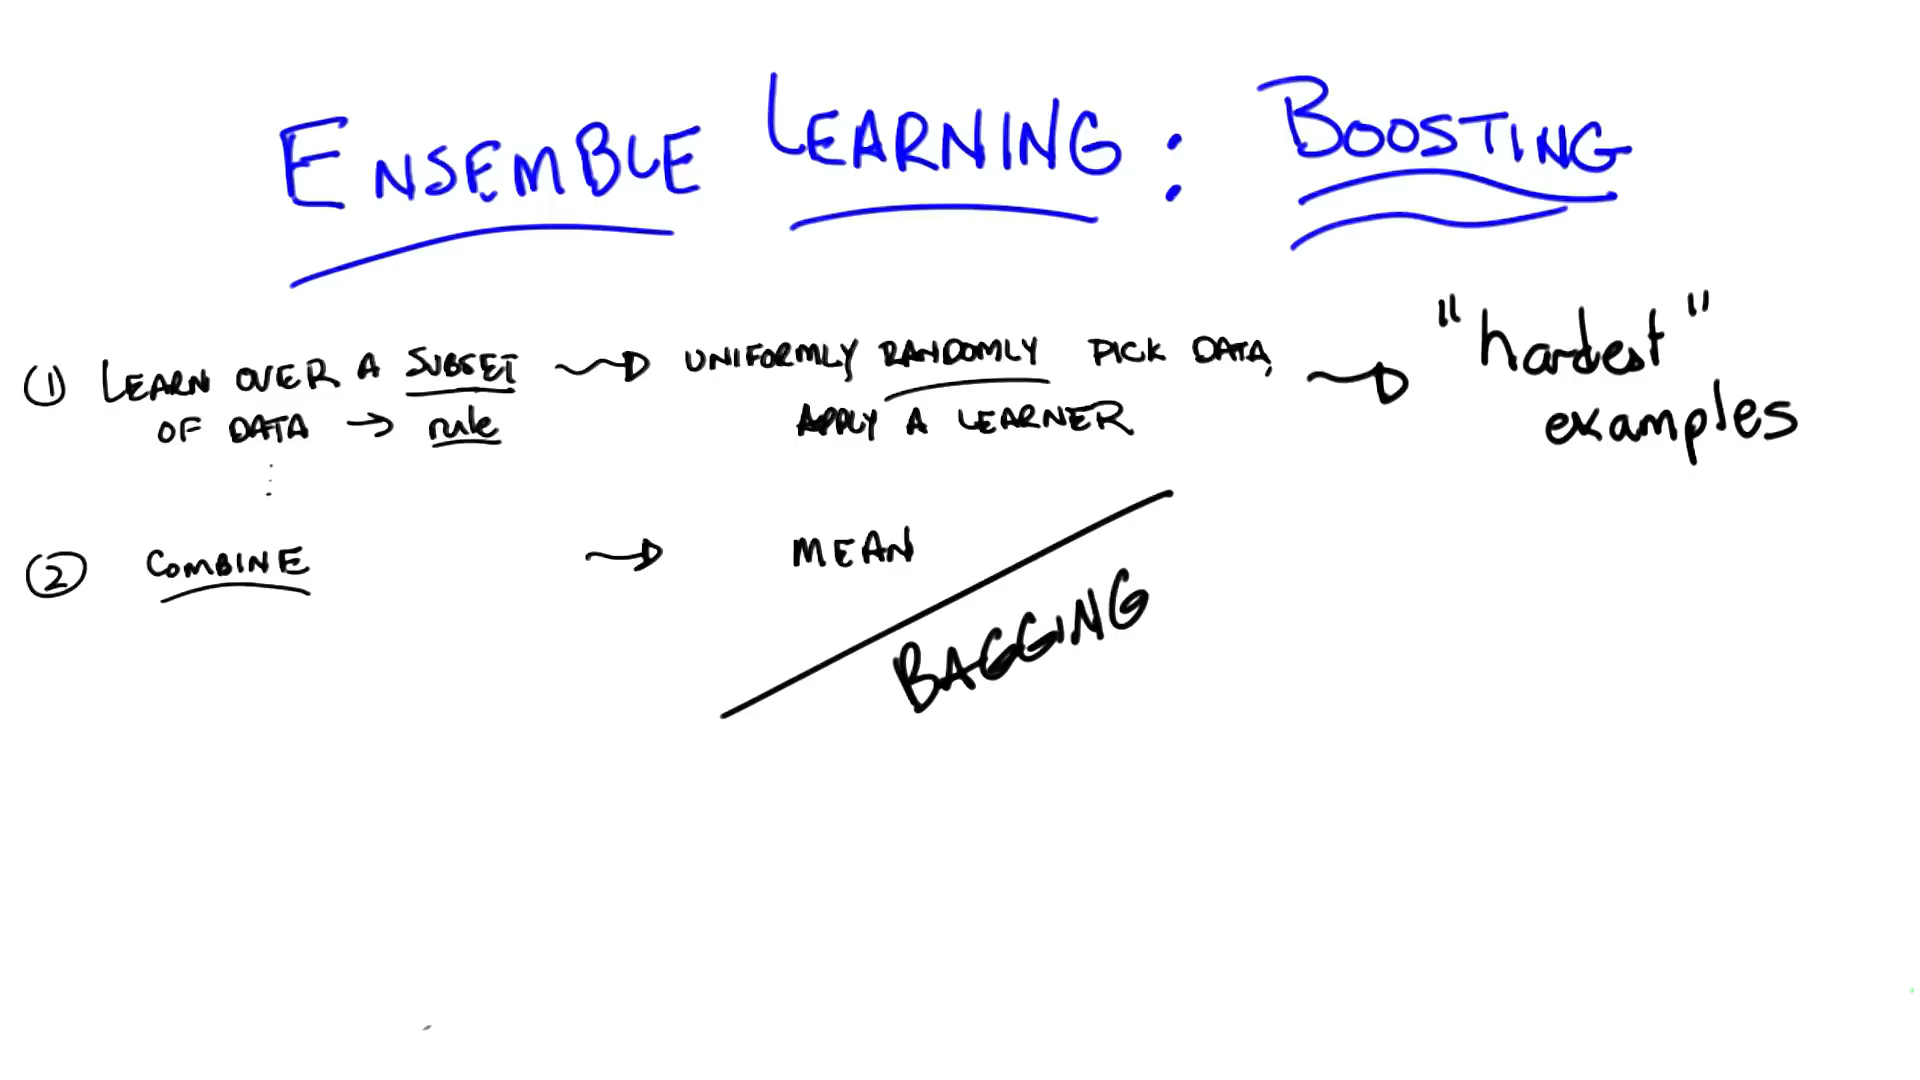 ENSEMBLE LEARNING: BOOSTING
① LEARN OVER A SUBSET OF DATA → rule
UNIFORMLY RANDOMLY PICK DATA,
APPLY A LEARNER
"hardest"
examples
② COMBINE
MEAN
BAGGING